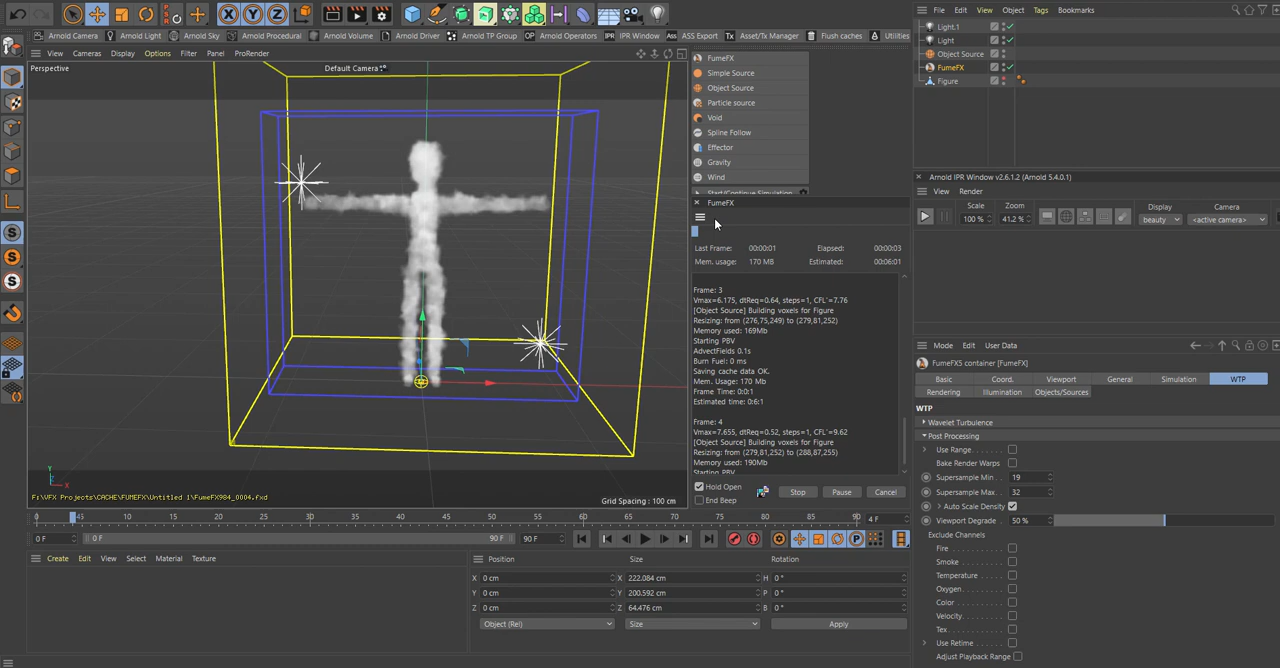 File Edit View Object Tags Bookmarks
Arnold Camera Arnold Light Arnold Sky Arnold Procedural Arnold Volume Arnold Driver Arnold TP Group OP Arnold Operators IPR IPR Window Ass ASS Export Tx Asset/Tx Manager Flush caches Utilities
View Cameras Display Options Filter Panel ProRender
Perspective
Default Camera
FumeFX
Simple Source
Object Source
Particle source
Void
Spline Follow
Effector
Gravity
Wind
Start/Continue Simulation
Light.1
Light
Object Source
FumeFX
Figure
FumeFX
Last Frame: 00:00:01 Elapsed: 00:00:03
Mem. usage: 170 MB Estimated: 00:06:01
Frame: 3
Vmax=6.175, dtReq=0.64, steps=1, CFL~=7.76
[Object Source] Building voxels for Figure
Resizing: from (276,75,249) to (279,81,252)
Memory used: 169Mb
Starting PBV
AdvectFields 0.1s
Burn Fuel: 0 ms
Saving cache data OK.
Mem. Usage: 170 Mb
Frame Time: 0:0:1
Estimated time: 0:6:1
Frame: 4
Vmax=7.655, dtReq=0.52, steps=1, CFL~=9.62
[Object Source] Building voxels for Figure
Resizing: from (279,81,252) to (288,87,255)
Memory used: 190Mb
Starting PBV
Hold Open
End Beep
Stop Pause Cancel
Arnold IPR Window v2.6.1.2 (Arnold 5.4.0.1)
View Render
Scale Zoom Display Camera
100 % 41.2 % beauty <active camera>
Mode Edit User Data
FumeFX5 container [FumeFX]
Basic Coord. Viewport General Simulation WTP
Rendering Illumination Objects/Sources
WTP
Wavelet Turbulence
Post Processing
Use Range
Bake Render Warps
Supersample Min 19
Supersample Max 32
Auto Scale Density
Viewport Degrade 50 %
Exclude Channels
Fire
Smoke
Temperature
Oxygen
Color
Velocity
Tex
Use Retime
Adjust Playback Range
Y
X
F:\VFX Projects\CACHE\FUMEFX\Untitled 1\FumeFX984_0004.fxd
Grid Spacing : 100 cm
0 45 10 15 20 25 30 35 40 45 50 55 60 65 70 75 80 85 90 4 F
0 F 0 F 90 F 90 F
Create Edit View Select Material Texture
Position Size Rotation
X 0 cm X 222.084 cm H 0 °
Y 0 cm Y 200.592 cm P 0 °
Z 0 cm Z 64.476 cm B 0 °
Object (Rel) Size Apply